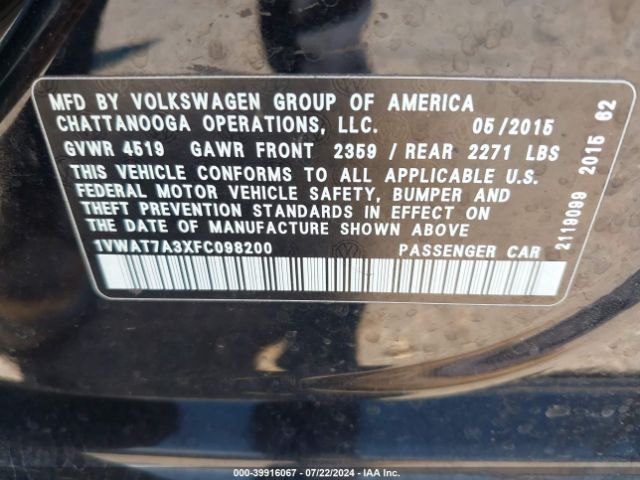 MFD BY VOLKSWAGEN GROUP OF AMERICA
CHATTANOOGA OPERATIONS, LLC. 05/2015
GVWR 4519 GAWR FRONT 2359 / REAR 2271 LBS
THIS VEHICLE CONFORMS TO ALL APPLICABLE U.S.
FEDERAL MOTOR VEHICLE SAFETY, BUMPER AND
THEFT PREVENTION STANDARDS IN EFFECT ON
THE DATE OF MANUFACTURE SHOWN ABOVE
1VWAT7A3XFC098200 PASSENGER CAR
2119099 2015 62
000-39916067 - 07/22/2024 - IAA Inc.